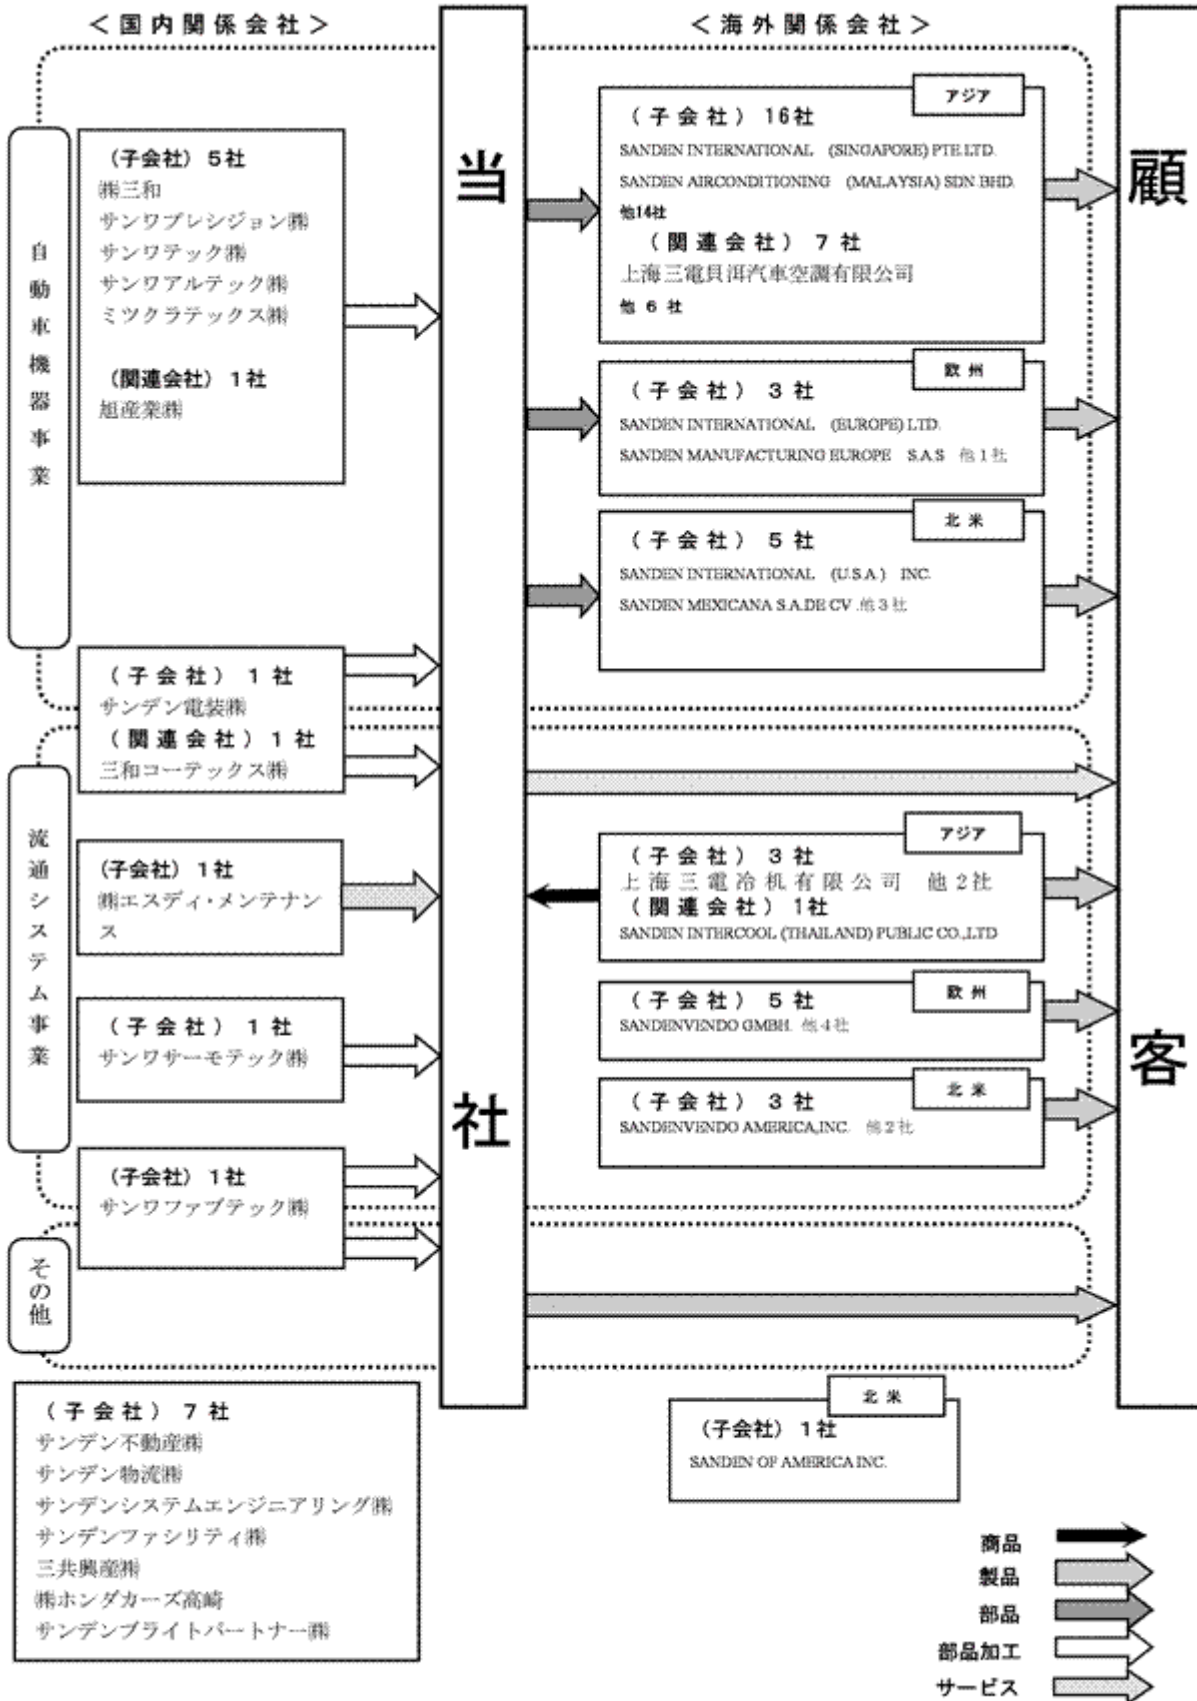 ＜国内関係会社＞
＜海外関係会社＞
自動車機器事業
（子会社）５社
㈱三和
サンワプレシジョン㈱
サンワテック㈱
サンワアルテック㈱
ミツクラテックス㈱
（関連会社）１社
旭産業㈱
（子会社）１社
サンデン電装㈱
（関連会社）１社
三和コーテックス㈱
流通システム事業
（子会社）１社
㈱エスディ・メンテナン
ス
（子会社）１社
サンワサーモテック㈱
（子会社）１社
サンワファブテック㈱
その他
（子会社）７社
サンデン不動産㈱
サンデン物流㈱
サンデンシステムエンジニアリング㈱
サンデンファシリティ㈱
三共興産㈱
㈱ホンダカーズ高崎
サンデンブライトパートナー㈱
当社
アジア
（子会社）16社
SANDEN INTERNATIONAL (SINGAPORE) PTE.LTD.
SANDEN AIRCONDITIONING (MALAYSIA) SDN.BHD.
他14社
（関連会社）７社
上海三電貝洱汽車空調有限公司
他６社
欧州
（子会社）３社
SANDEN INTERNATIONAL (EUROPE) LTD.
SANDEN MANUFACTURING EUROPE S.A.S 他１社
北米
（子会社）５社
SANDEN INTERNATIONAL (U.S.A.) INC.
SANDEN MEXICANA S.A.DE CV .他３社
アジア
（子会社）３社
上海三電冷机有限公司 他２社
（関連会社）１社
SANDEN INTERCOOL (THAILAND) PUBLIC CO.,LTD
欧州
（子会社）５社
SANDENVENDO GMBH. 他４社
北米
（子会社）３社
SANDENVENDO AMERICA,INC. 他２社
北米
（子会社）１社
SANDEN OF AMERICA INC.
顧客
商品
製品
部品
部品加工
サービス